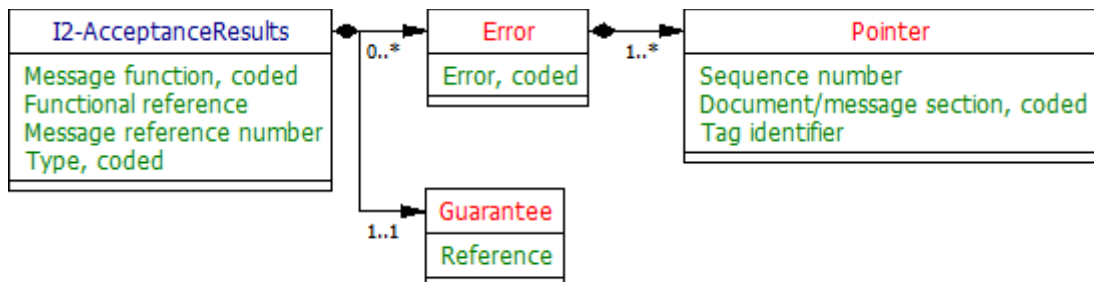 I2-AcceptanceResults
Message function, coded
Functional reference
Message reference number
Type, coded
0..*
Error
Error, coded
1..*
Pointer
Sequence number
Document/message section, coded
Tag identifier
1..1
Guarantee
Reference